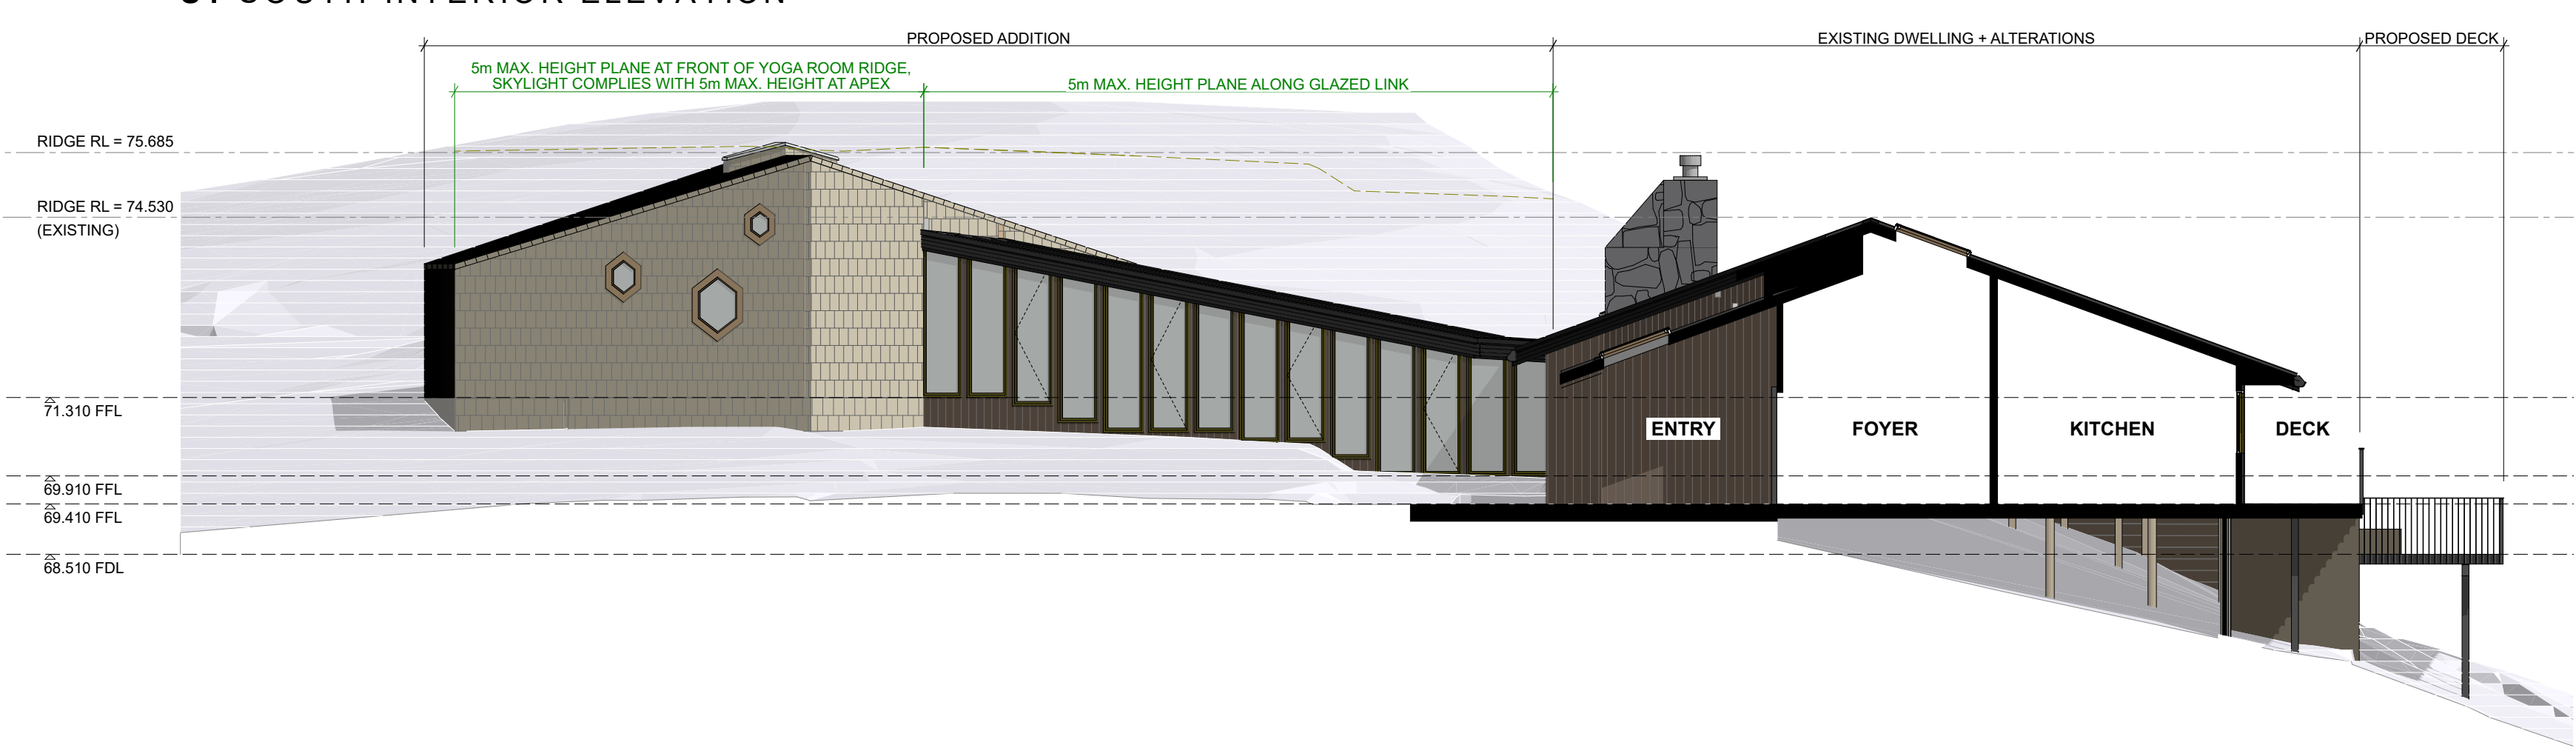 SOUTH INTERIOR ELEVATION
PROPOSED ADDITION
EXISTING DWELLING + ALTERATIONS
PROPOSED DECK
5m MAX. HEIGHT PLANE AT FRONT OF YOGA ROOM RIDGE,
SKYLIGHT COMPLIES WITH 5m MAX. HEIGHT AT APEX
5m MAX. HEIGHT PLANE ALONG GLAZED LINK
RIDGE RL = 75.685
RIDGE RL = 74.530
(EXISTING)
71.310 FFL
ENTRY
FOYER
KITCHEN
DECK
69.910 FFL
69.410 FFL
68.510 FDL